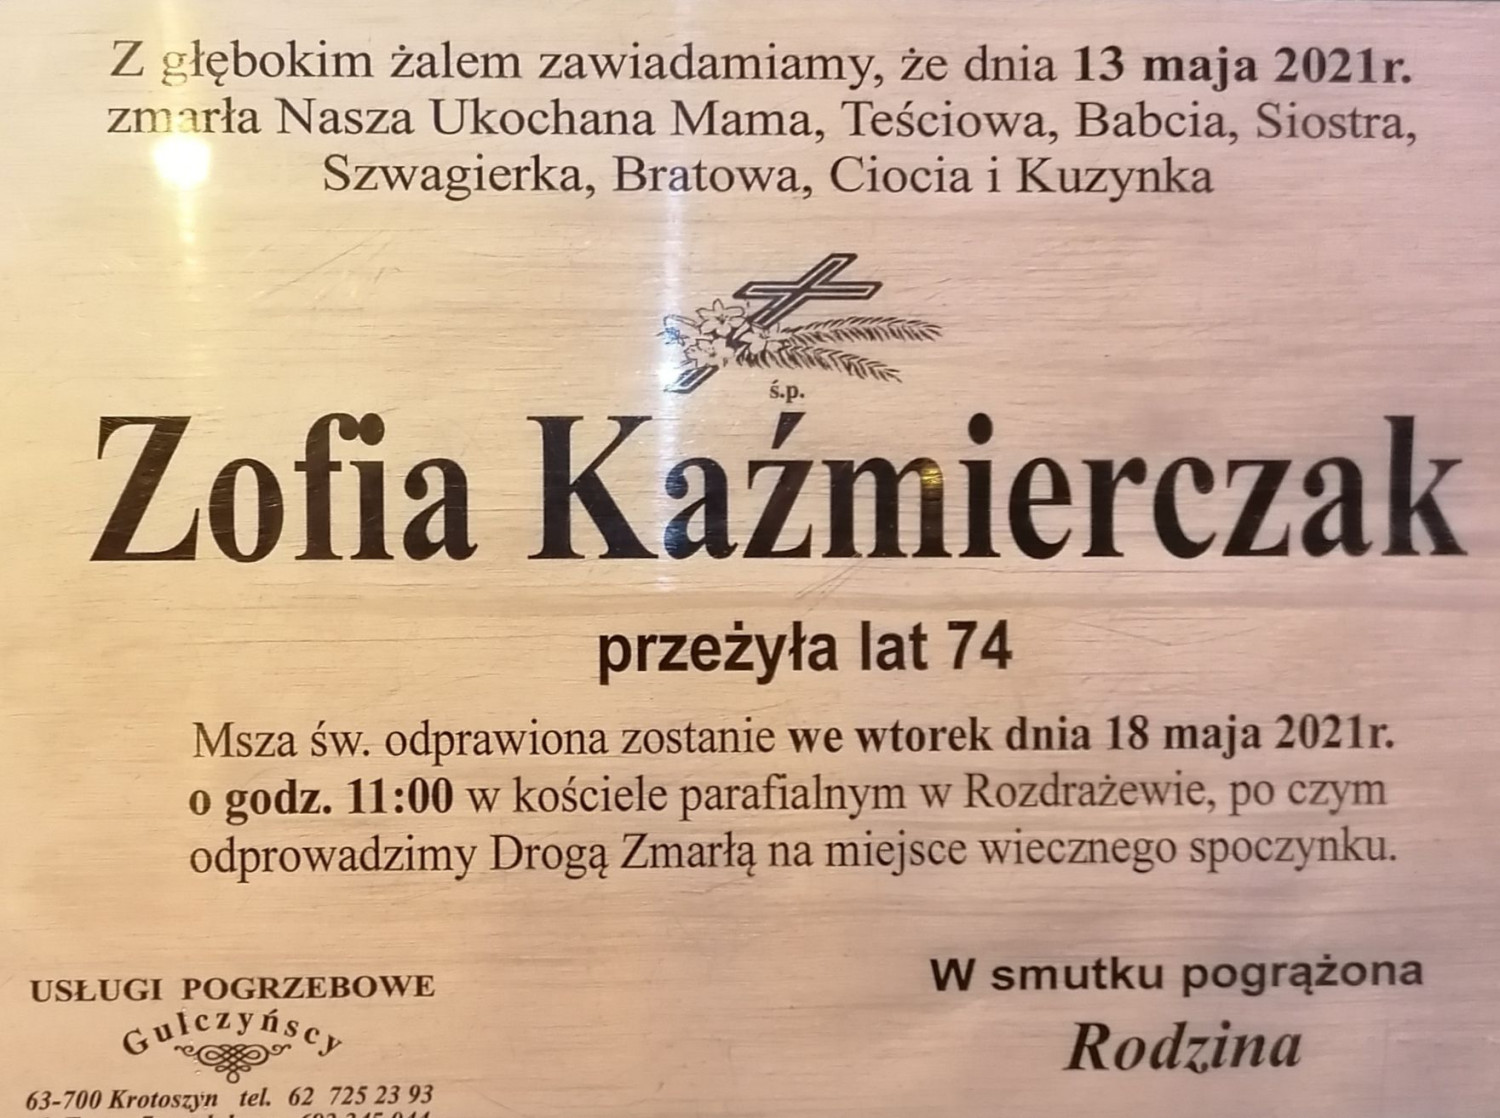 Z głębokim żalem zawiadamiamy, że dnia 13 maja 2021r.
zmarła Nasza Ukochana Mama, Teściowa, Babcia, Siostra,
Szwagierka, Bratowa, Ciocia i Kuzynka
ś.p.
Zofia Kaźmierczak
przeżyła lat 74
Msza św. odprawiona zostanie we wtorek dnia 18 maja 2021r.
o godz. 11:00 w kościele parafialnym w Rozdrażewie, po czym
odprowadzimy Drogą Zmarłą na miejsce wiecznego spoczynku.
W smutku pogrążona
Rodzina
USŁUGI POGRZEBOWE
Gulczyńscy
63-700 Krotoszyn tel. 62 725 23 93